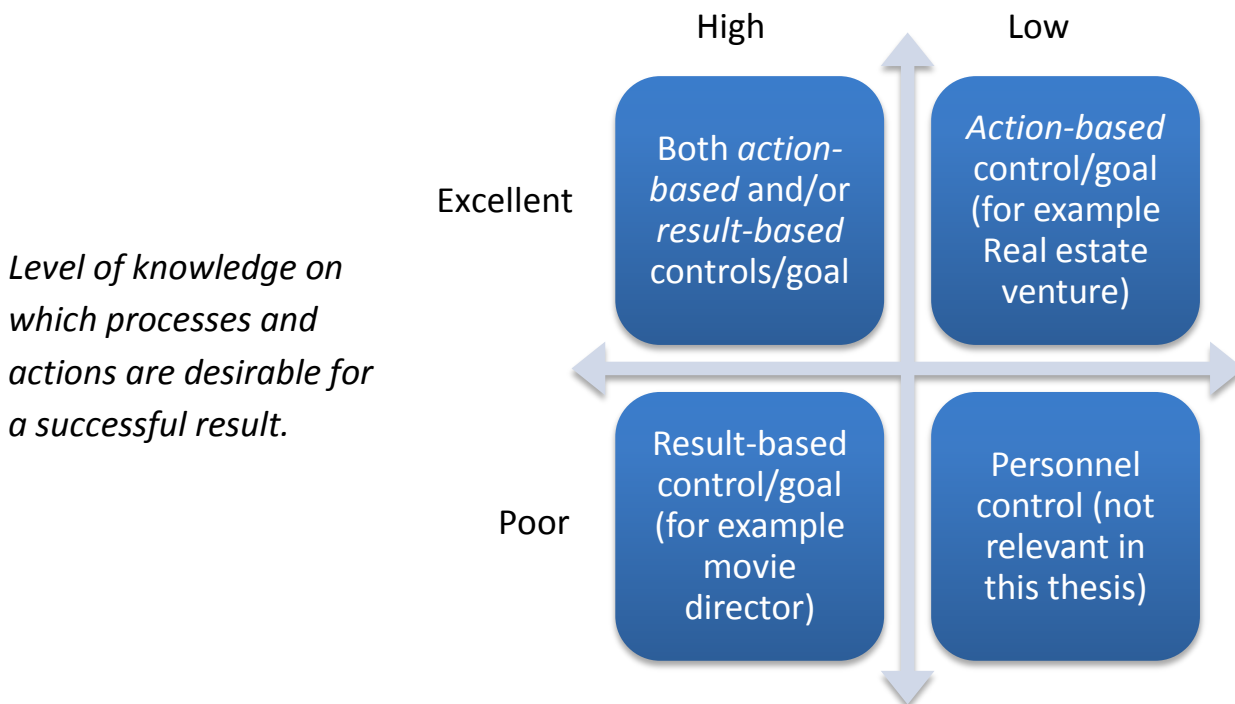 High
Low
Excellent
Both action-
based and/or
result-based
controls/goal
Action-based
control/goal
(for example
Real estate
venture)
Level of knowledge on
which processes and
actions are desirable for
a successful result.
Poor
Result-based
control/goal
(for example
movie
director)
Personnel
control (not
relevant in
this thesis)